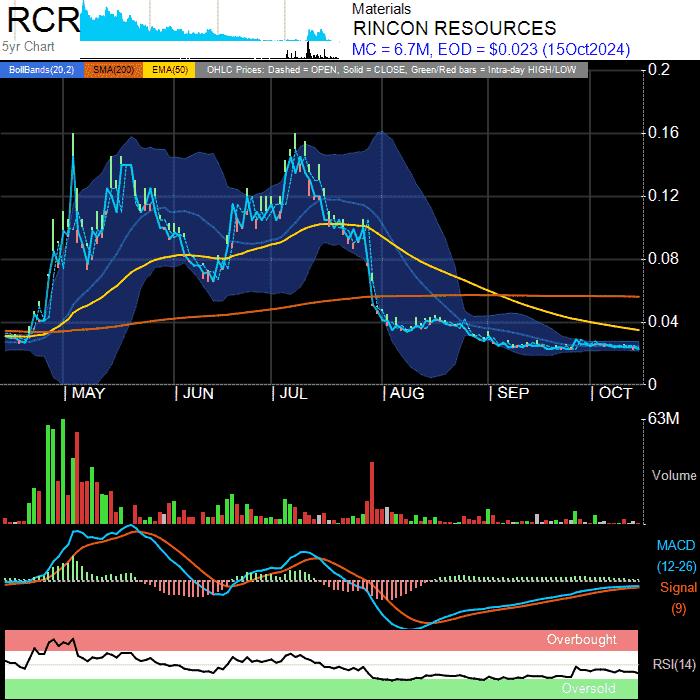 RCR
5yr Chart
Materials
RINCON RESOURCES
MC = 6.7M, EOD = $0.023 (15Oct2024)
BollBands(20,2) SMA(200) EMA(50) OHLC Prices: Dashed = OPEN, Solid = CLOSE, Green/Red bars = Intra-day HIGH/LOW
0.2
0.16
0.12
0.08
0.04
0
| MAY | JUN | JUL | AUG | SEP | OCT
63M
Volume
MACD
(12-26)
Signal
(9)
Overbought
RSI(14)
Oversold